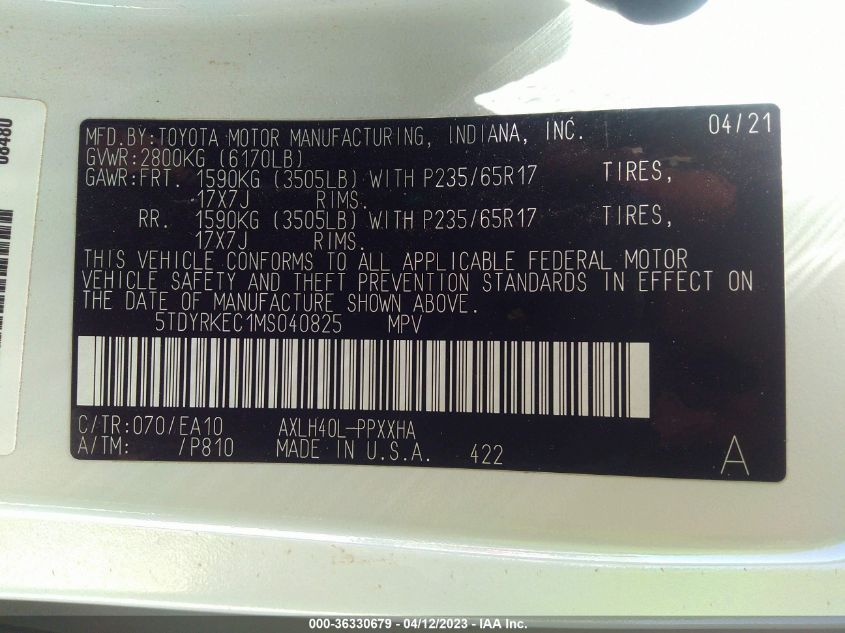 08480
MFD.BY:TOYOTA MOTOR MANUFACTURING, INDIANA, INC. 04/21
GVWR:2800KG (6170LB)
GAWR:FRT. 1590KG (3505LB) WITH P235/65R17 TIRES,
17X7J RIMS.
RR. 1590KG (3505LB) WITH P235/65R17 TIRES,
17X7J RIMS.
THIS VEHICLE CONFORMS TO ALL APPLICABLE FEDERAL MOTOR
VEHICLE SAFETY AND THEFT PREVENTION STANDARDS IN EFFECT ON
THE DATE OF MANUFACTURE SHOWN ABOVE.
5TDYRKEC1MS040825 MPV
C/TR:070/EA10 AXLH40L-PPXXHA
A/TM: /P810 MADE IN U.S.A. 422 A
000-36330679 - 04/12/2023 - IAA Inc.